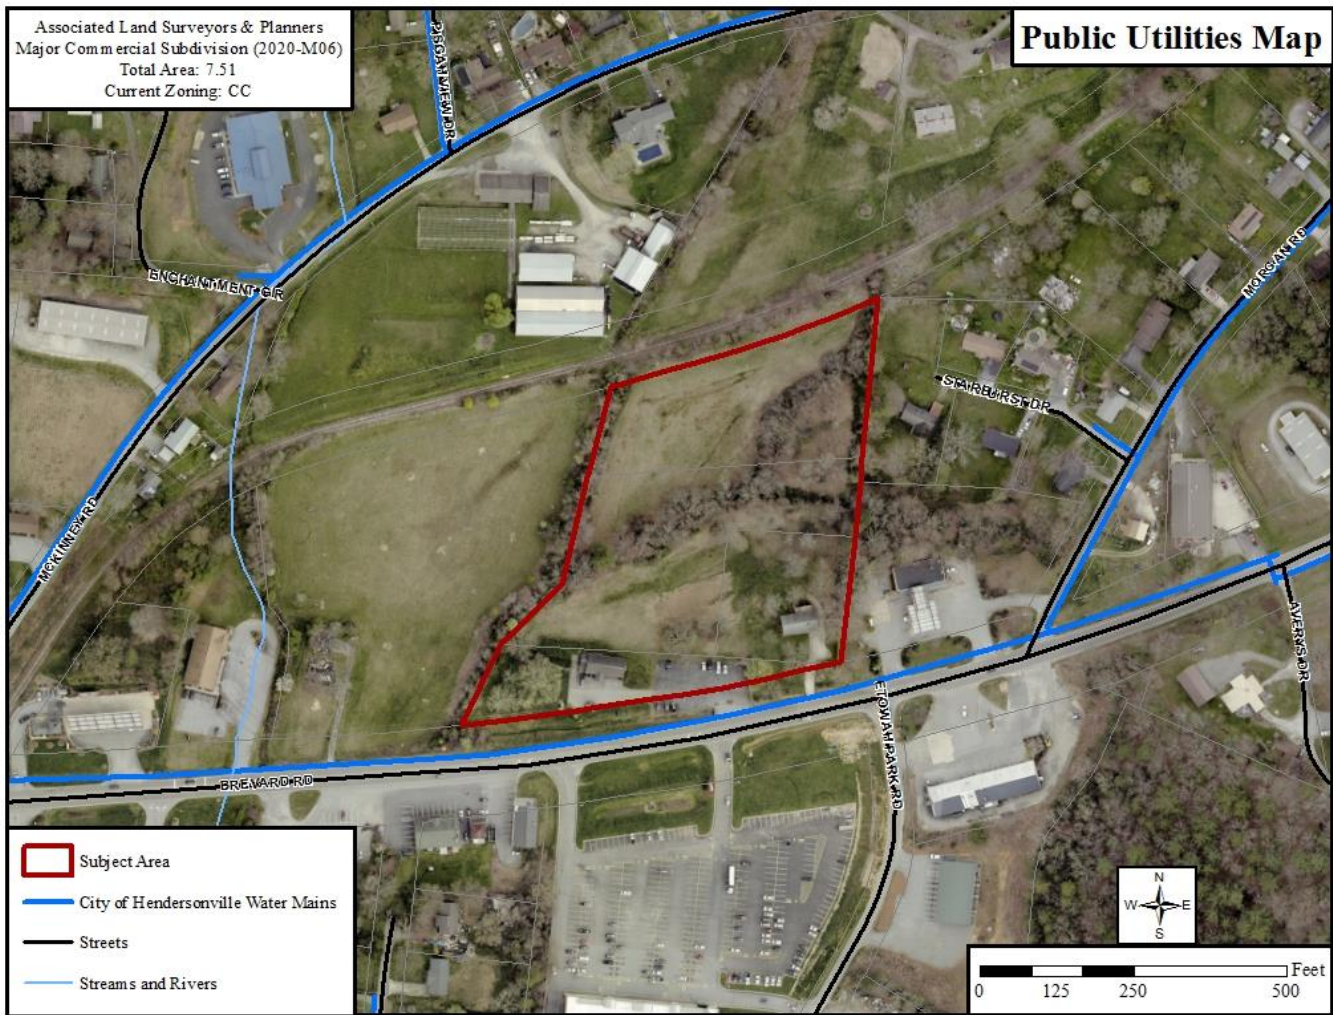 Associated Land Surveyors & Planners
Major Commercial Subdivision (2020-M06)
Total Area: 7.51
Current Zoning: CC
Public Utilities Map
PISGAH VIEW DR
ENCHANTMENT CIR
MORGAN RD
STARBURST DR
MCKINNEY RD
AVERYS DR
ETOWAH PARK RD
BREVARD RD
Subject Area
City of Hendersonville Water Mains
Streets
Streams and Rivers
N
W E
S
Feet
0 125 250 500